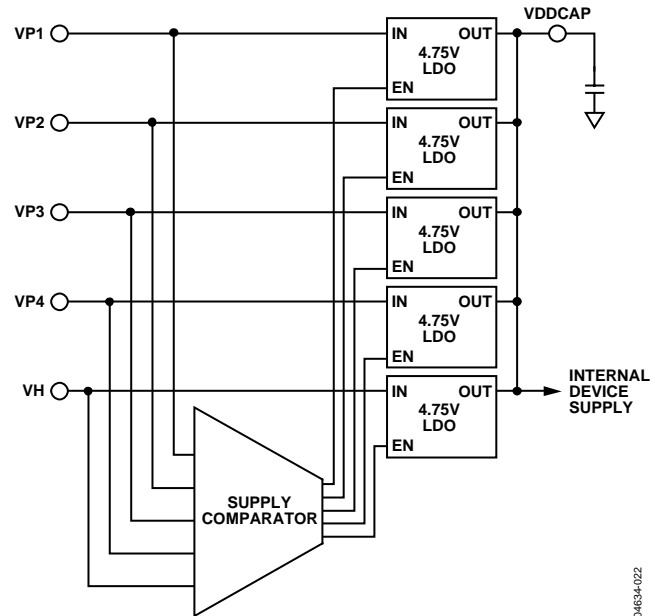 VP1
IN
OUT
VDDCAP
4.75V
LDO
EN
VP2
IN
OUT
4.75V
LDO
EN
VP3
IN
OUT
4.75V
LDO
EN
VP4
IN
OUT
4.75V
LDO
EN
VH
IN
OUT
4.75V
LDO
EN
INTERNAL
DEVICE
SUPPLY
SUPPLY
COMPARATOR
04634-022